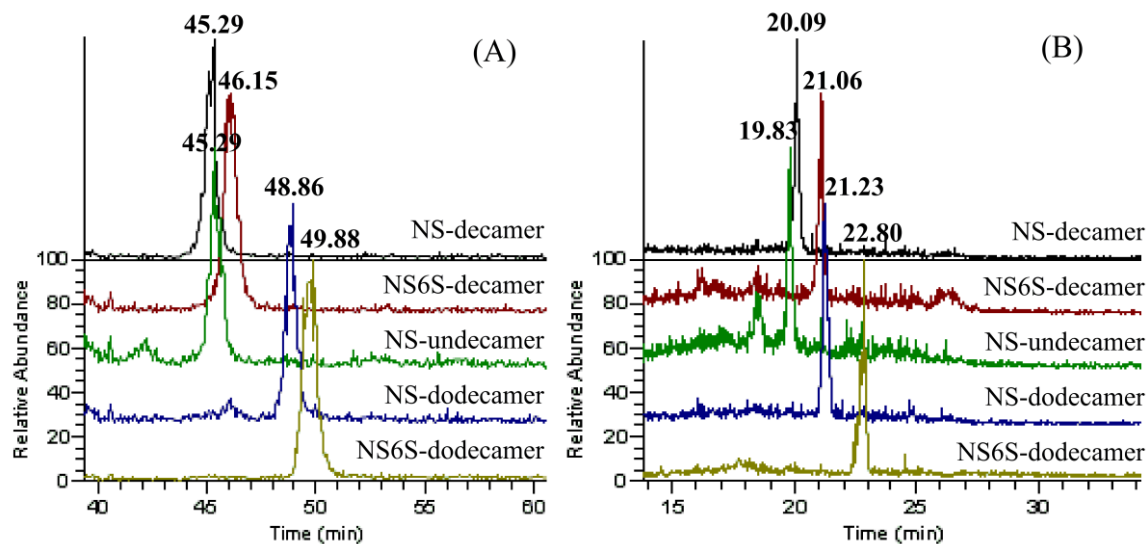 45.29
(A)
46.15
45.29
48.86
49.88
NS-decamer
NS6S-decamer
NS-undecamer
NS-dodecamer
NS6S-dodecamer
100
80
60
40
20
0
Relative Abundance
40 45 50 55 60
Time (min)
20.09
(B)
21.06
19.83
21.23
22.80
NS-decamer
NS6S-decamer
NS-undecamer
NS-dodecamer
NS6S-dodecamer
100
80
60
40
20
0
Relative Abundance
15 20 25 30
Time (min)